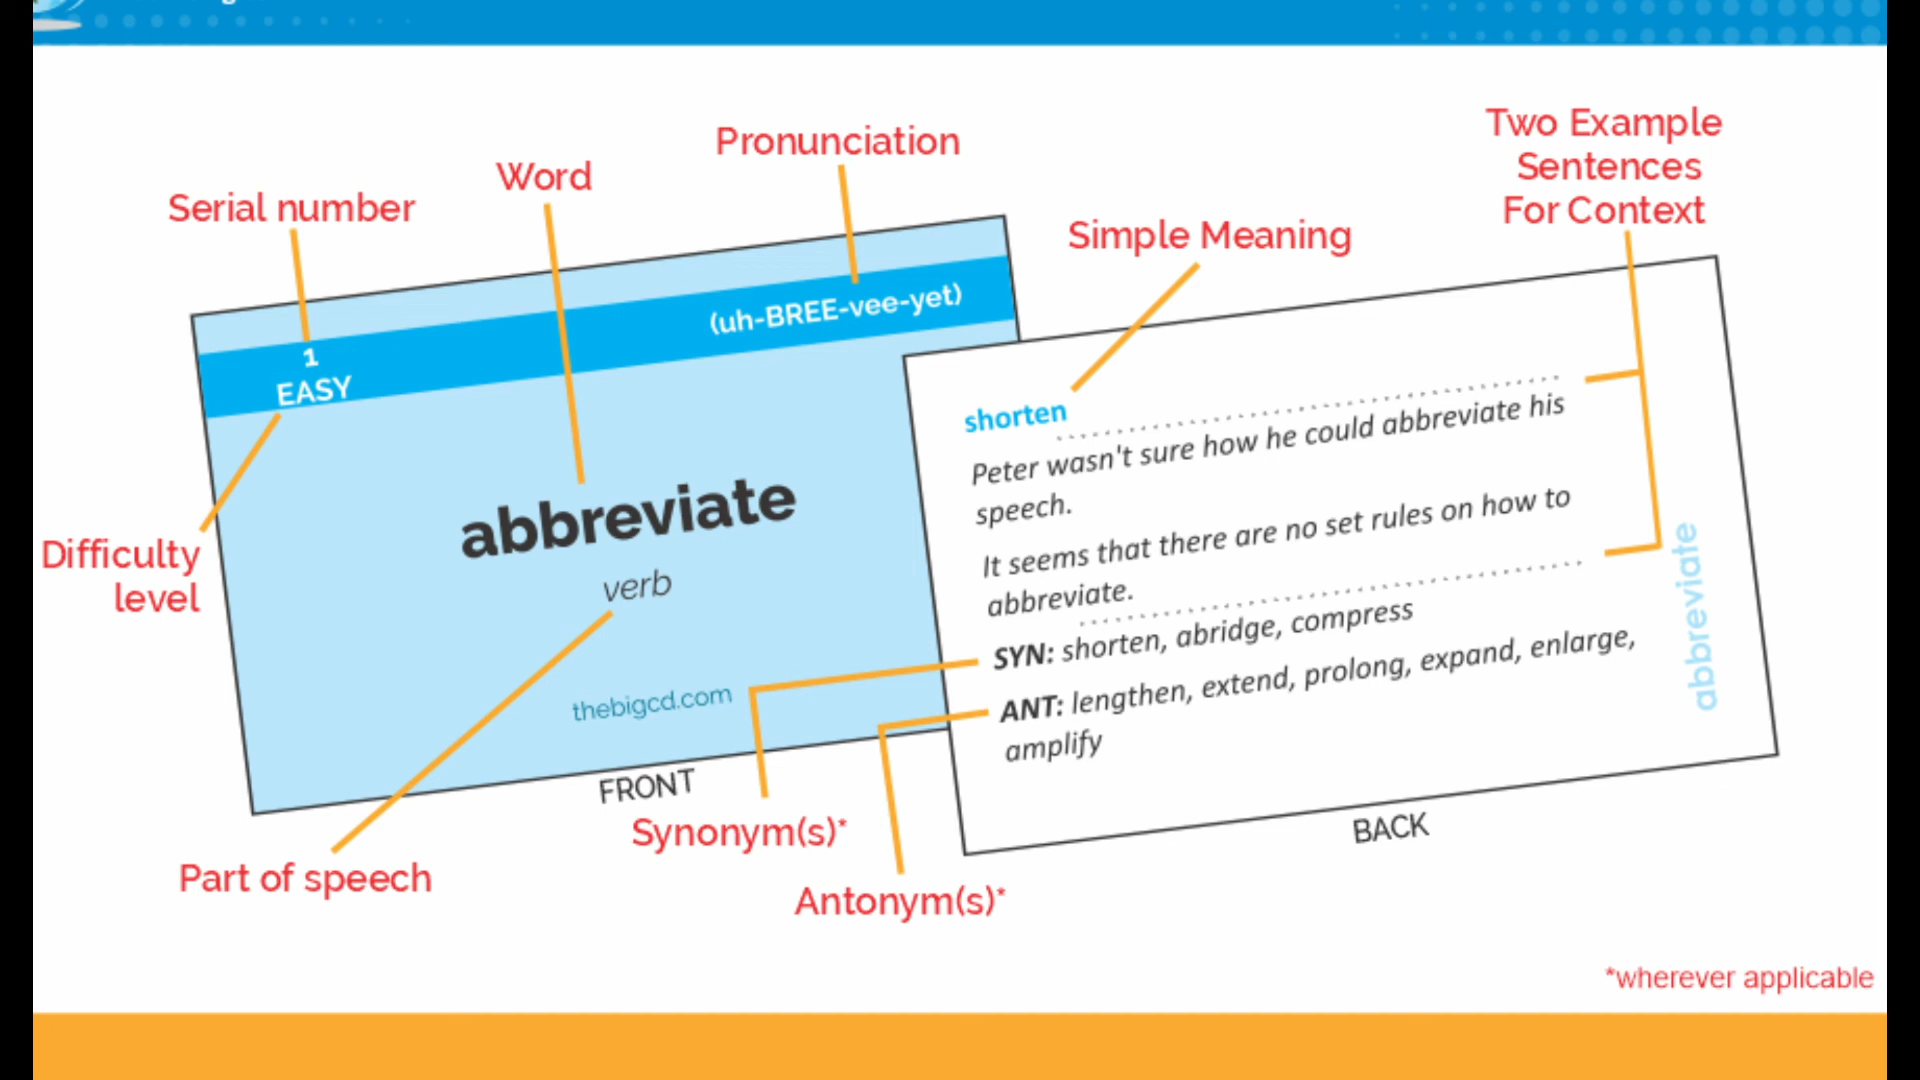 Two Example
Sentences
For Context
Pronunciation
Word
Serial number
Simple Meaning
(uh-BREE-vee-yet)
1
EASY
shorten
Peter wasn't sure how he could abbreviate his
speech.
It seems that there are no set rules on how to
abbreviate.
SYN: shorten, abridge, compress
ANT: lengthen, extend, prolong, expand, enlarge,
amplify
abbreviate
abbreviate
verb
Difficulty
level
thebigcd.com
FRONT
BACK
Synonym(s)*
Part of speech
Antonym(s)*
*wherever applicable